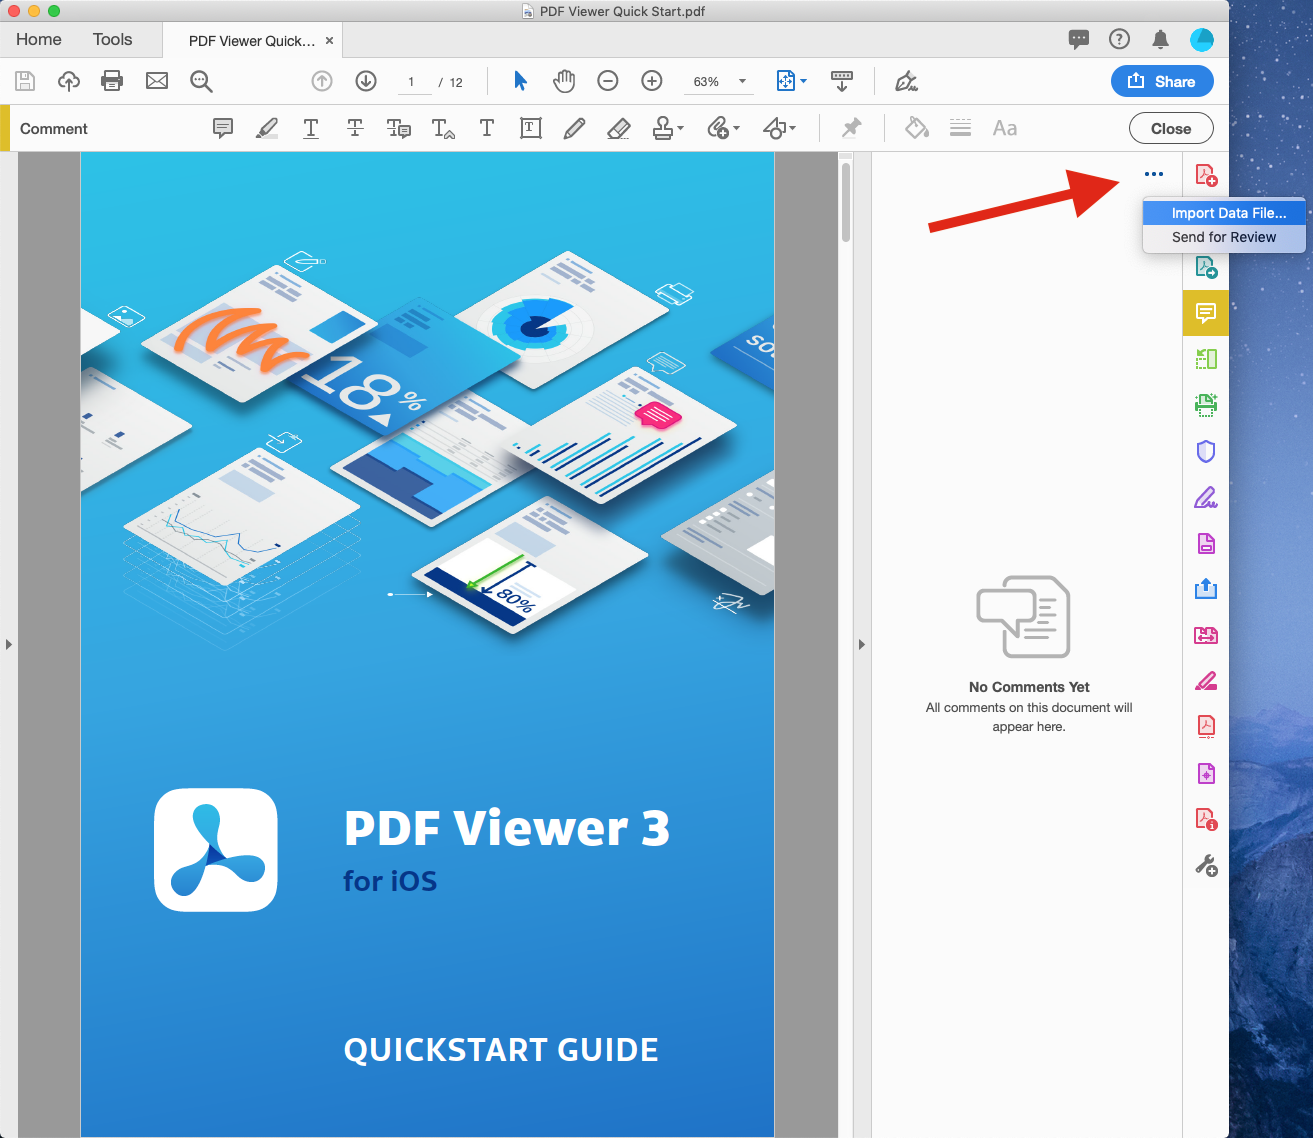 PDF Viewer Quick Start.pdf
Home
Tools
PDF Viewer Quick... ×
1 / 12
63%
Share
Comment
Aa
Close
Import Data File...
Send for Review
18%
80%
No Comments Yet
All comments on this document will
appear here.
PDF Viewer 3
for iOS
QUICKSTART GUIDE